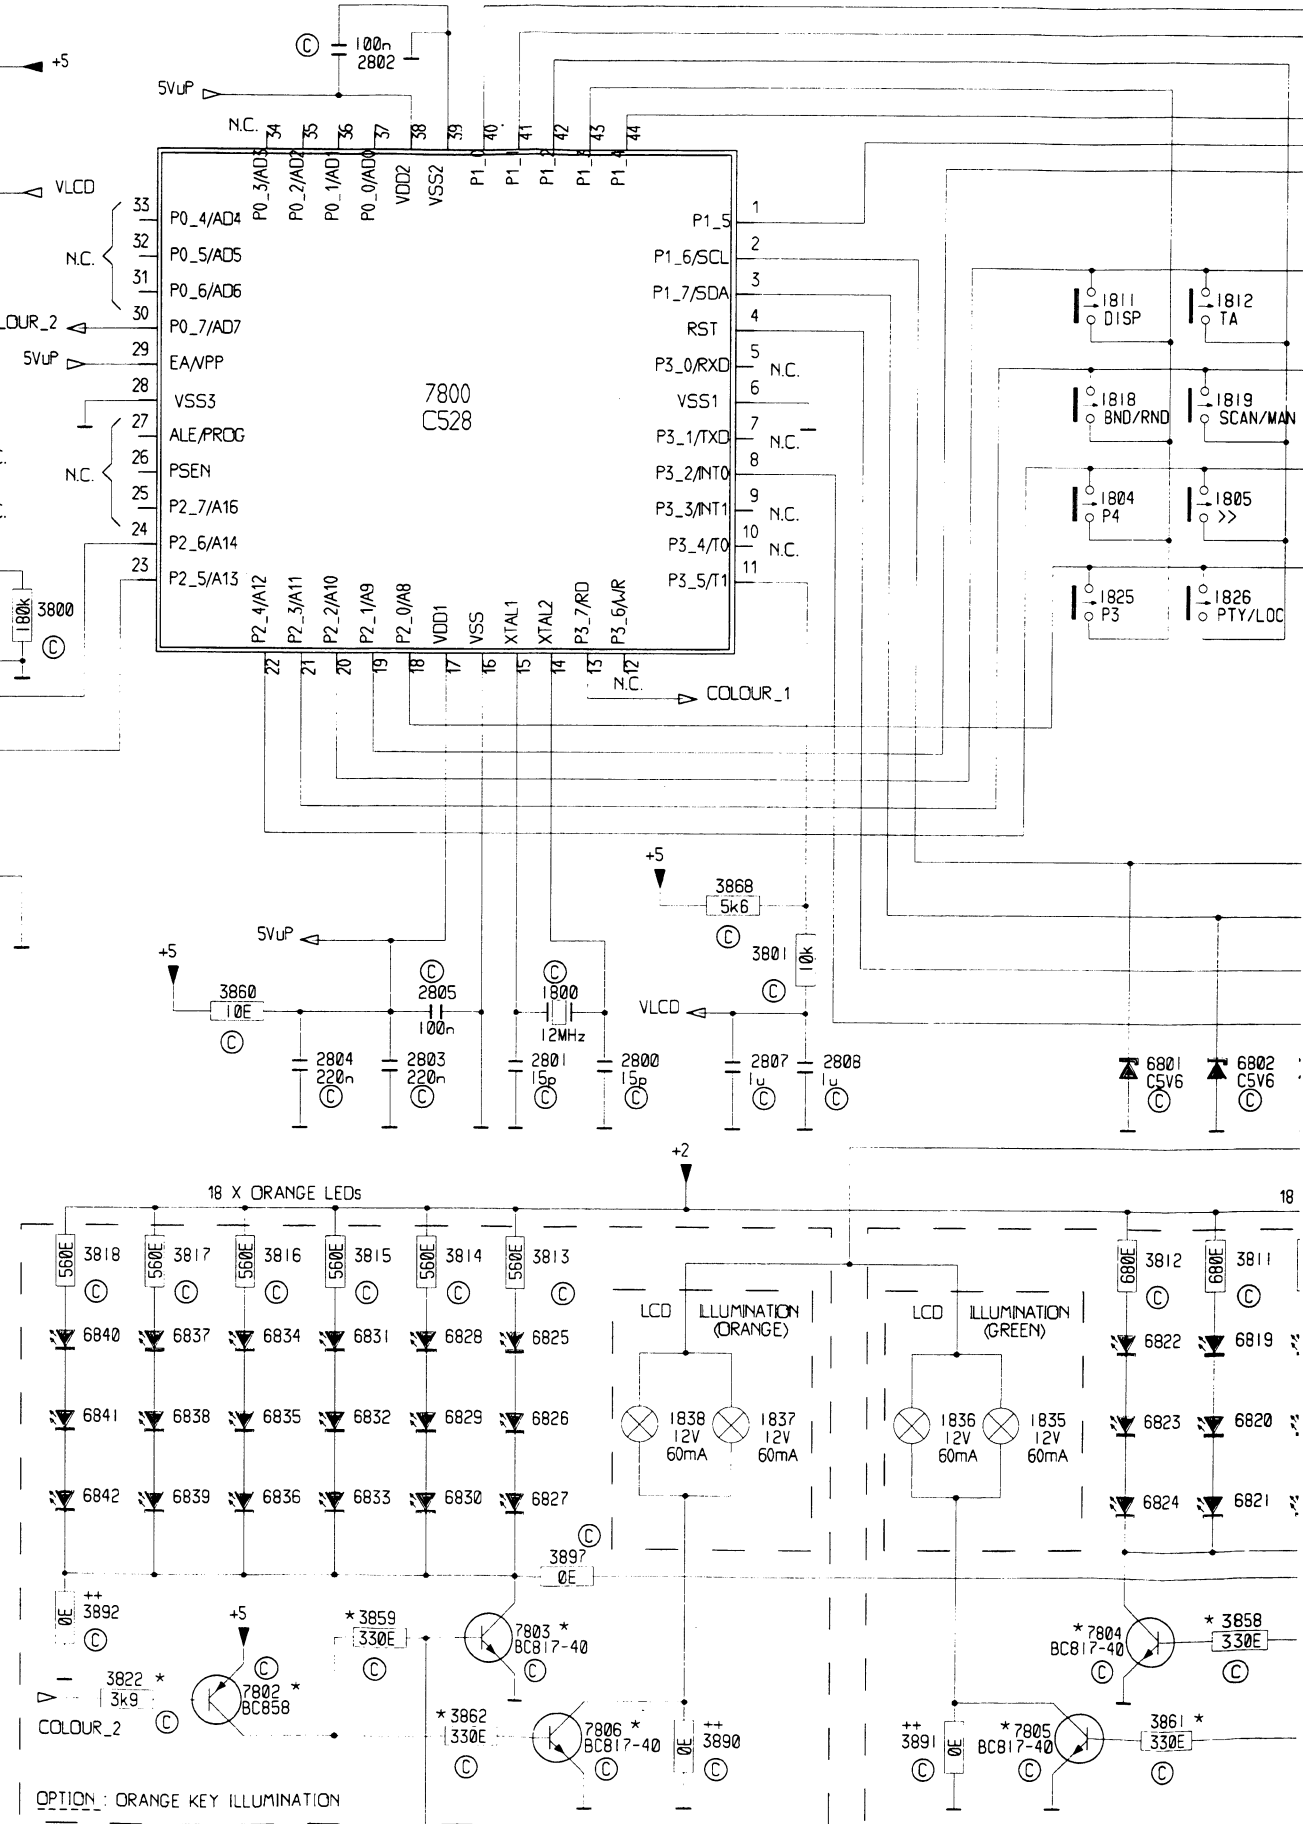 C 100n
2802
+5
5VuP
N.C. 34 35 36 37 38 39 40 41 42 43 44
P0_3/AD3 P0_2/AD2 P0_1/AD1 P0_0/AD0 VDD2 VSS2 P1_0 P1_1 P1_2 P1_3 P1_4
VLCD
33 P0_4/AD4
32 P0_5/AD5
N.C.
31 P0_6/AD6
30 P0_7/AD7
LOUR_2
5VuP 29 EA/VPP
28 VSS3
27 ALE/PROG
26 PSEN
N.C.
25 P2_7/A16
24 P2_6/A14
23 P2_5/A13
7800
C528
P1_5 1
P1_6/SCL 2
P1_7/SDA 3
RST 4
P3_0/RXD 5 N.C.
VSS1 6
P3_1/TXD 7 N.C.
P3_2/INT0 8
P3_3/INT1 9 N.C.
P3_4/T0 10 N.C.
P3_5/T1 11
P2_4/A12 P2_3/A11 P2_2/A10 P2_1/A9 P2_0/A8 VDD1 VSS XTAL1 XTAL2 P3_7/RD P3_6/WR
22 21 20 19 18 17 16 15 14 13 12
N.C.
COLOUR_1
1811 DISP
1812 TA
1818 BND/RND
1819 SCAN/MAN
1804 P4
1805 >>
1825 P3
1826 PTY/LOC
180k 3800 C
+5
3868
5k6
C
3801 10k
C
5VuP
+5
3860
10E
C
C
2805
100n
C
1800
12MHz
VLCD
2804
220n
C
2803
220n
C
2801
15p
C
2800
15p
C
2807
1u
C
2808
1u
C
6801
C5V6
C
6802
C5V6
C
+2
18 X ORANGE LEDs
18
560E 3818 C
560E 3817 C
560E 3816 C
560E 3815 C
560E 3814 C
560E 3813 C
680E 3812 C
680E 3811 C
LCD ILLUMINATION
(ORANGE)
LCD ILLUMINATION
(GREEN)
6840 6837 6834 6831 6828 6825
6822 6819
6841 6838 6835 6832 6829 6826
1838
12V
60mA
1837
12V
60mA
1836
12V
60mA
1835
12V
60mA
6823 6820
6842 6839 6836 6833 6830 6827
6824 6821
C
3897
0E
++
3892
0E
C
+5
* 3859
330E
C
7803 *
BC817-40
C
* 7804
BC817-40
C
* 3858
330E
C
3822 *
3k9
C
COLOUR_2
C
7802 *
BC858
* 3862
330E
C
7806 *
BC817-40
C
++
3890
0E
C
++
3891
0E
C
* 7805
BC817-40
C
3861 *
330E
C
OPTION : ORANGE KEY ILLUMINATION